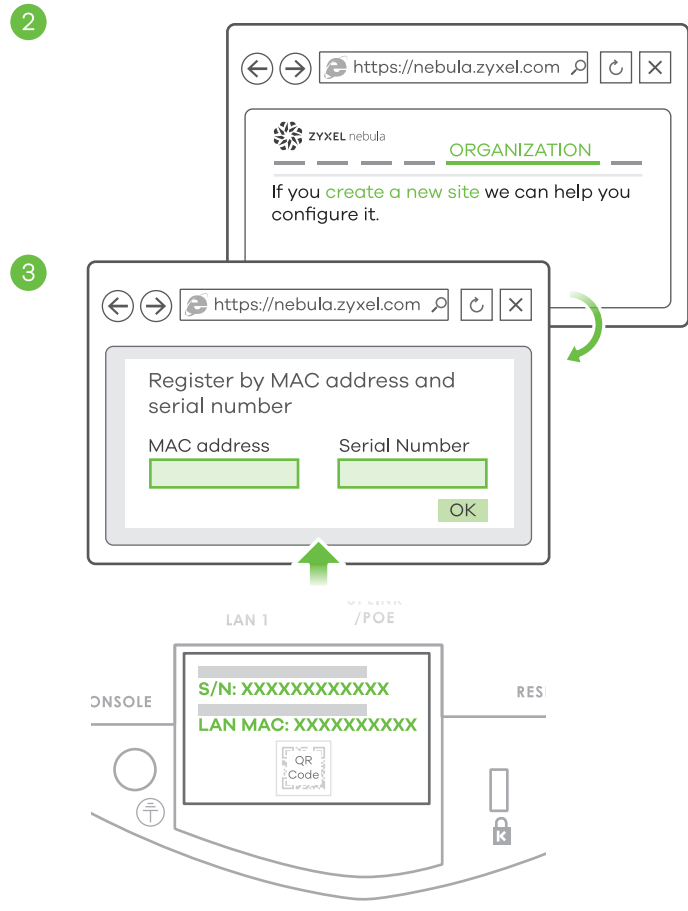 2
https://nebula.zyxel.com
ZYXEL nebula
ORGANIZATION
If you create a new site we can help you
configure it.
3
https://nebula.zyxel.com
Register by MAC address and
serial number
MAC address Serial Number
OK
LAN 1 UPLINK
/POE
S/N: XXXXXXXXXXXX
ONSOLE RESE
LAN MAC: XXXXXXXXXX
QR
Code
K